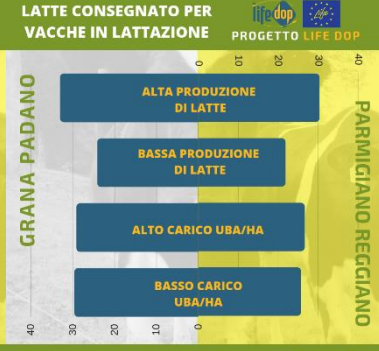 LATTE CONSEGNATO PER
VACCHE IN LATTAZIONE
life dop
life
PROGETTO LIFE DOP
0
10
20
30
40
GRANA PADANO
ALTA PRODUZIONE
DI LATTE
BASSA PRODUZIONE
DI LATTE
ALTO CARICO UBA/HA
BASSO CARICO
UBA/HA
PARMIGIANO REGGIANO
40
30
20
10
0